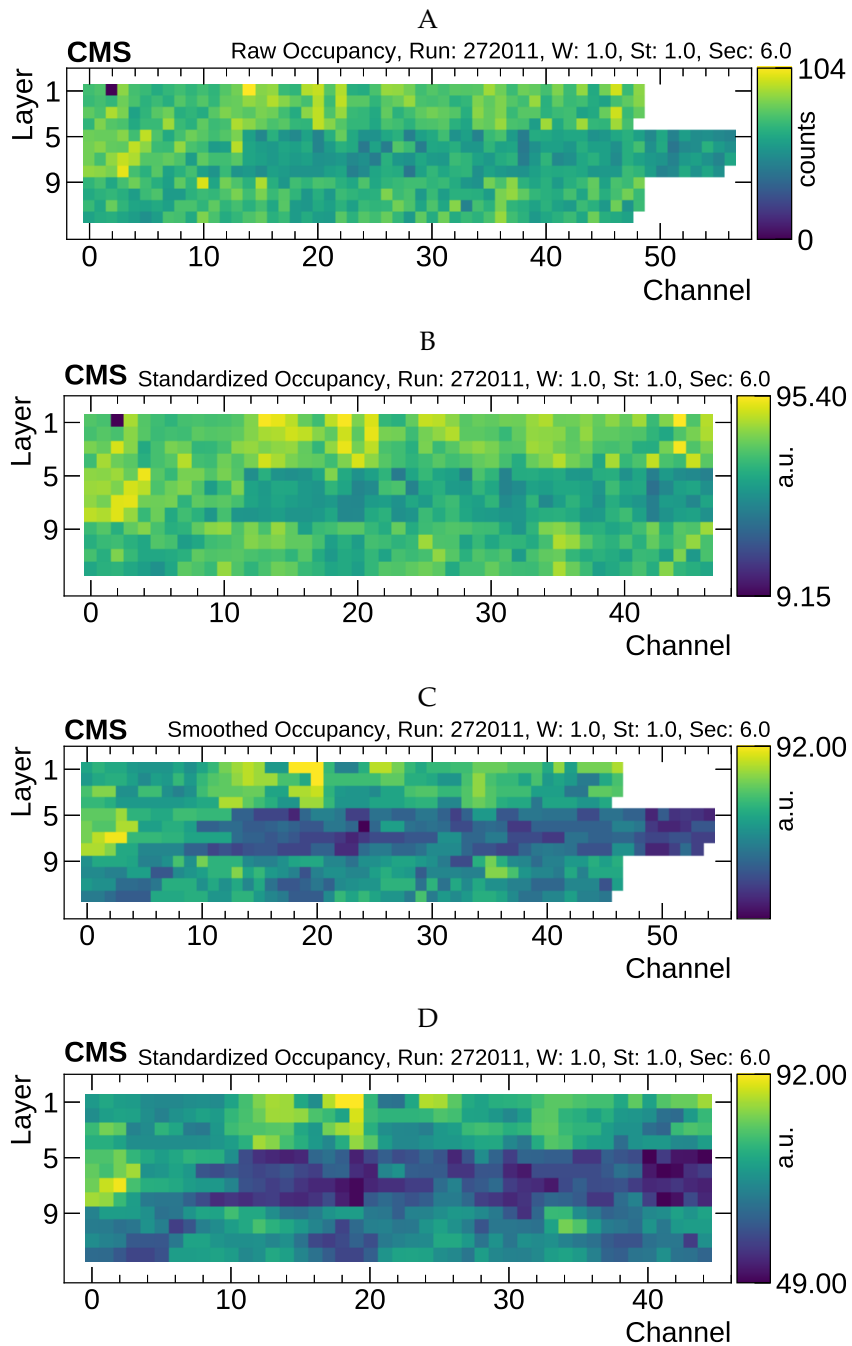 A
CMS Raw Occupancy, Run: 272011, W: 1.0, St: 1.0, Sec: 6.0
Layer
1
5
9
0 10 20 30 40 50
Channel
104
counts
0
B
CMS Standardized Occupancy, Run: 272011, W: 1.0, St: 1.0, Sec: 6.0
Layer
1
5
9
0 10 20 30 40
Channel
95.40
a.u.
9.15
C
CMS Smoothed Occupancy, Run: 272011, W: 1.0, St: 1.0, Sec: 6.0
Layer
1
5
9
0 10 20 30 40 50
Channel
92.00
a.u.
D
CMS Standardized Occupancy, Run: 272011, W: 1.0, St: 1.0, Sec: 6.0
Layer
1
5
9
0 10 20 30 40
Channel
92.00
a.u.
49.00